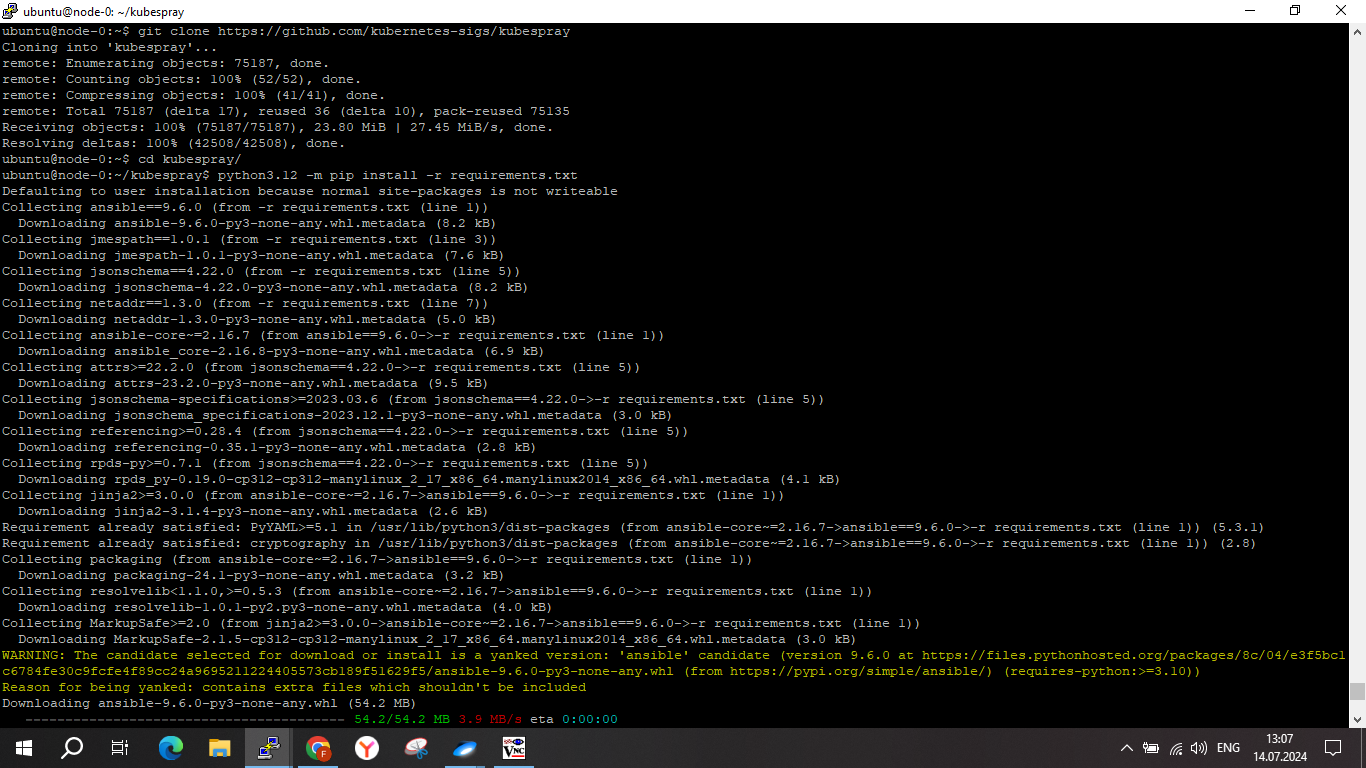 ubuntu@node-0: ~/kubespray
ubuntu@node-0:~$ git clone https://github.com/kubernetes-sigs/kubespray
Cloning into 'kubespray'...
remote: Enumerating objects: 75187, done.
remote: Counting objects: 100% (52/52), done.
remote: Compressing objects: 100% (41/41), done.
remote: Total 75187 (delta 17), reused 36 (delta 10), pack-reused 75135
Receiving objects: 100% (75187/75187), 23.80 MiB | 27.45 MiB/s, done.
Resolving deltas: 100% (42508/42508), done.
ubuntu@node-0:~$ cd kubespray/
ubuntu@node-0:~/kubespray$ python3.12 -m pip install -r requirements.txt
Defaulting to user installation because normal site-packages is not writeable
Collecting ansible==9.6.0 (from -r requirements.txt (line 1))
  Downloading ansible-9.6.0-py3-none-any.whl.metadata (8.2 kB)
Collecting jmespath==1.0.1 (from -r requirements.txt (line 3))
  Downloading jmespath-1.0.1-py3-none-any.whl.metadata (7.6 kB)
Collecting jsonschema==4.22.0 (from -r requirements.txt (line 5))
  Downloading jsonschema-4.22.0-py3-none-any.whl.metadata (8.2 kB)
Collecting netaddr==1.3.0 (from -r requirements.txt (line 7))
  Downloading netaddr-1.3.0-py3-none-any.whl.metadata (5.0 kB)
Collecting ansible-core~=2.16.7 (from ansible==9.6.0->-r requirements.txt (line 1))
  Downloading ansible_core-2.16.8-py3-none-any.whl.metadata (6.9 kB)
Collecting attrs>=22.2.0 (from jsonschema==4.22.0->-r requirements.txt (line 5))
  Downloading attrs-23.2.0-py3-none-any.whl.metadata (9.5 kB)
Collecting jsonschema-specifications>=2023.03.6 (from jsonschema==4.22.0->-r requirements.txt (line 5))
  Downloading jsonschema_specifications-2023.12.1-py3-none-any.whl.metadata (3.0 kB)
Collecting referencing>=0.28.4 (from jsonschema==4.22.0->-r requirements.txt (line 5))
  Downloading referencing-0.35.1-py3-none-any.whl.metadata (2.8 kB)
Collecting rpds-py>=0.7.1 (from jsonschema==4.22.0->-r requirements.txt (line 5))
  Downloading rpds_py-0.19.0-cp312-cp312-manylinux_2_17_x86_64.manylinux2014_x86_64.whl.metadata (4.1 kB)
Collecting jinja2>=3.0.0 (from ansible-core~=2.16.7->ansible==9.6.0->-r requirements.txt (line 1))
  Downloading jinja2-3.1.4-py3-none-any.whl.metadata (2.6 kB)
Requirement already satisfied: PyYAML>=5.1 in /usr/lib/python3/dist-packages (from ansible-core~=2.16.7->ansible==9.6.0->-r requirements.txt (line 1)) (5.3.1)
Requirement already satisfied: cryptography in /usr/lib/python3/dist-packages (from ansible-core~=2.16.7->ansible==9.6.0->-r requirements.txt (line 1)) (2.8)
Collecting packaging (from ansible-core~=2.16.7->ansible==9.6.0->-r requirements.txt (line 1))
  Downloading packaging-24.1-py3-none-any.whl.metadata (3.2 kB)
Collecting resolvelib<1.1.0,>=0.5.3 (from ansible-core~=2.16.7->ansible==9.6.0->-r requirements.txt (line 1))
  Downloading resolvelib-1.0.1-py2.py3-none-any.whl.metadata (4.0 kB)
Collecting MarkupSafe>=2.0 (from jinja2>=3.0.0->ansible-core~=2.16.7->ansible==9.6.0->-r requirements.txt (line 1))
  Downloading MarkupSafe-2.1.5-cp312-cp312-manylinux_2_17_x86_64.manylinux2014_x86_64.whl.metadata (3.0 kB)
WARNING: The candidate selected for download or install is a yanked version: 'ansible' candidate (version 9.6.0 at https://files.pythonhosted.org/packages/8c/04/e3f5bc1
c6784fe30c9fcfe4f89cc24a96952112244055​73cb189f51629f5/ansible-9.6.0-py3-none-any.whl (from https://pypi.org/simple/ansible/) (requires-python:>=3.10))
Reason for being yanked: contains extra files which shouldn't be included
Downloading ansible-9.6.0-py3-none-any.whl (54.2 MB)
   ---------------------------------------- 54.2/54.2 MB 3.9 MB/s eta 0:00:00
VNC
ENG
13:07
14.07.2024